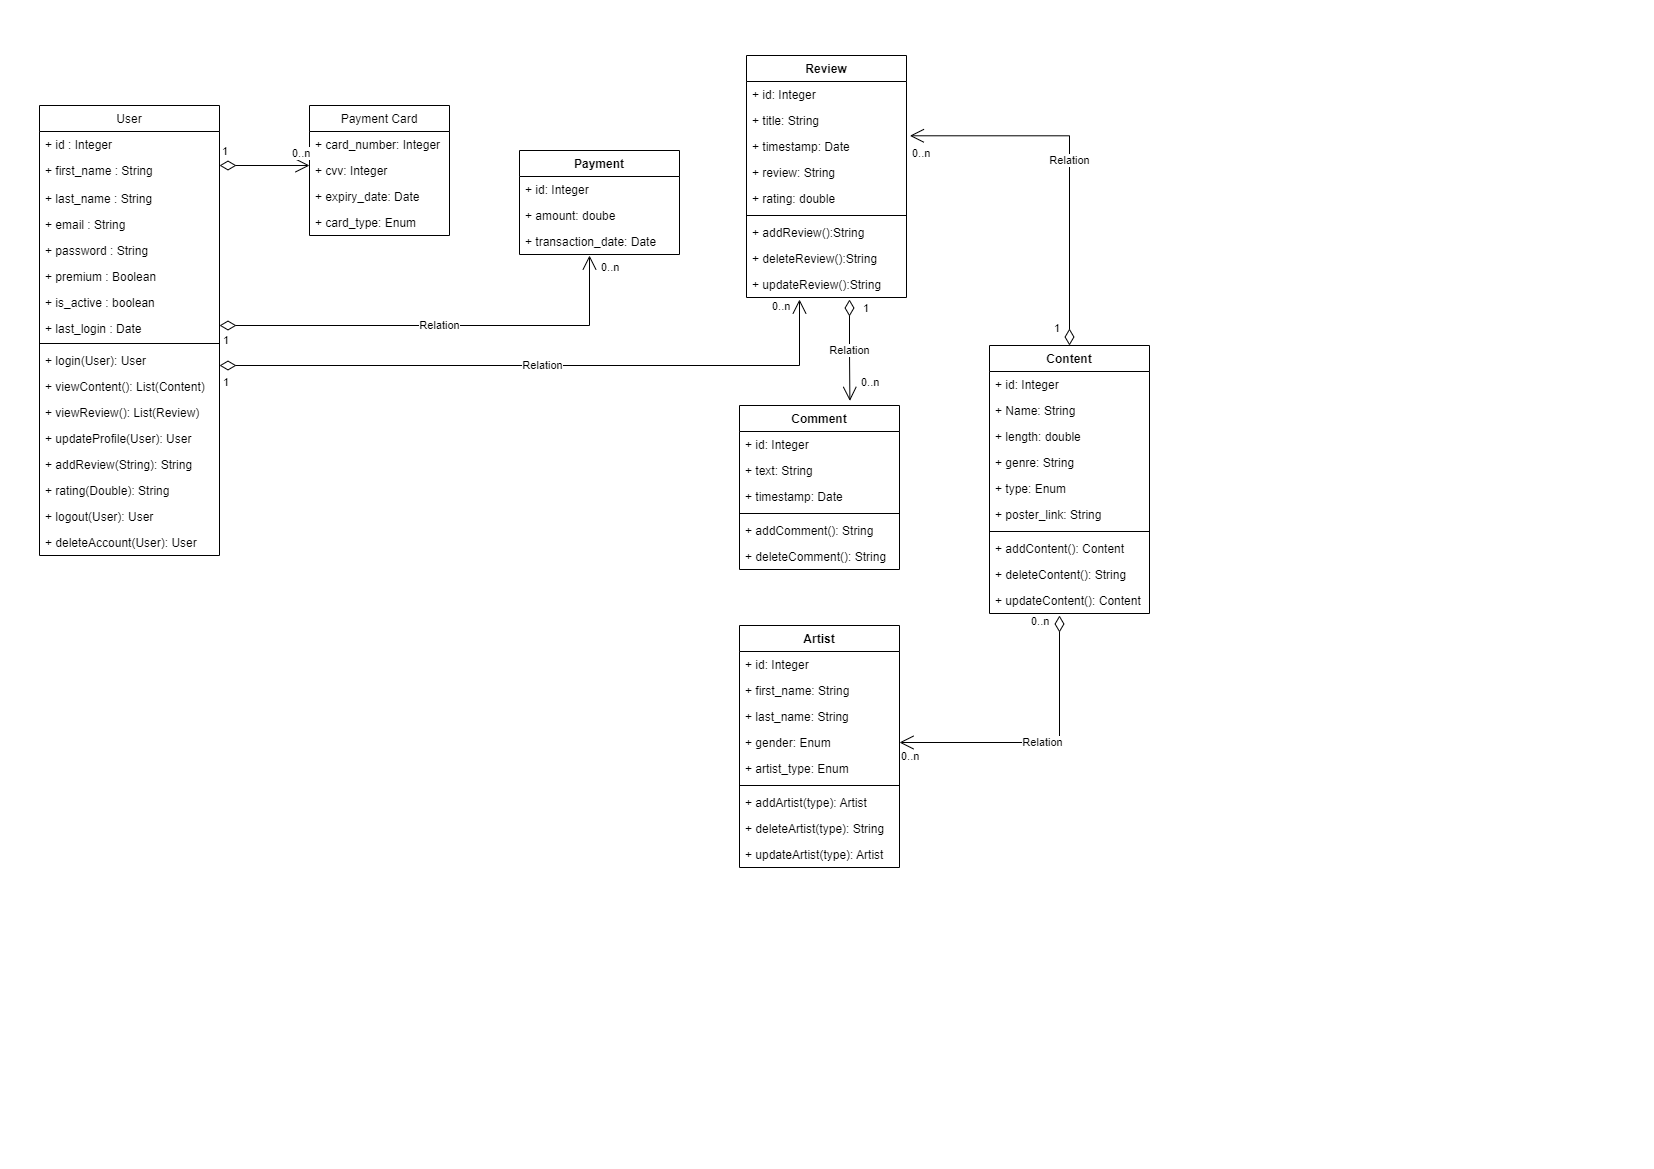 User
+ id : Integer
+ first_name : String
+ last_name : String
+ email : String
+ password : String
+ premium : Boolean
+ is_active : boolean
+ last_login : Date
+ login(User): User
+ viewContent(): List(Content)
+ viewReview(): List(Review)
+ updateProfile(User): User
+ addReview(String): String
+ rating(Double): String
+ logout(User): User
+ deleteAccount(User): User
1
0..n
Payment Card
+ card_number: Integer
+ cvv: Integer
+ expiry_date: Date
+ card_type: Enum
Payment
+ id: Integer
+ amount: doube
+ transaction_date: Date
0..n
Relation
1
Relation
1
0..n
Review
+ id: Integer
+ title: String
+ timestamp: Date
+ review: String
+ rating: double
+ addReview():String
+ deleteReview():String
+ updateReview():String
1
Relation
0..n
Comment
+ id: Integer
+ text: String
+ timestamp: Date
+ addComment(): String
+ deleteComment(): String
0..n
Relation
1
Content
+ id: Integer
+ Name: String
+ length: double
+ genre: String
+ type: Enum
+ poster_link: String
+ addContent(): Content
+ deleteContent(): String
+ updateContent(): Content
0..n
Relation
0..n
Artist
+ id: Integer
+ first_name: String
+ last_name: String
+ gender: Enum
+ artist_type: Enum
+ addArtist(type): Artist
+ deleteArtist(type): String
+ updateArtist(type): Artist